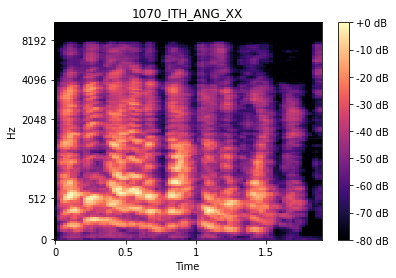 1070_ITH_ANG_XX
+0 dB
8192
-10 dB
4096
-20 dB
-30 dB
2048
Hz
-40 dB
1024
-50 dB
512
-60 dB
-70 dB
0
-80 dB
0
0.5
1
1.5
Time